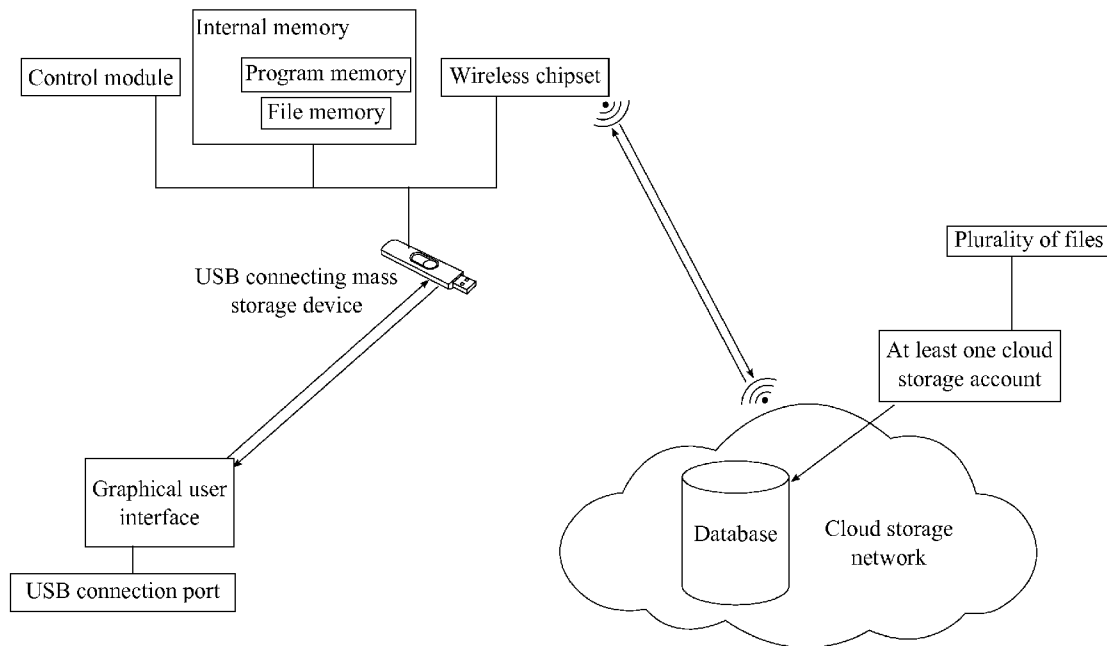 Internal memory
Control module
Program memory
File memory
Wireless chipset
Plurality of files
USB connecting mass
storage device
At least one cloud
storage account
Graphical user
interface
Database
Cloud storage
network
USB connection port